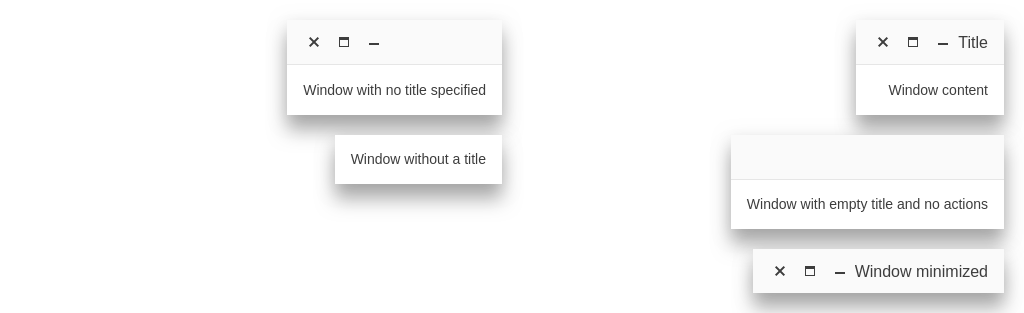 Title
Window content
Window with no title specified
Window without a title
Window with empty title and no actions
Window minimized